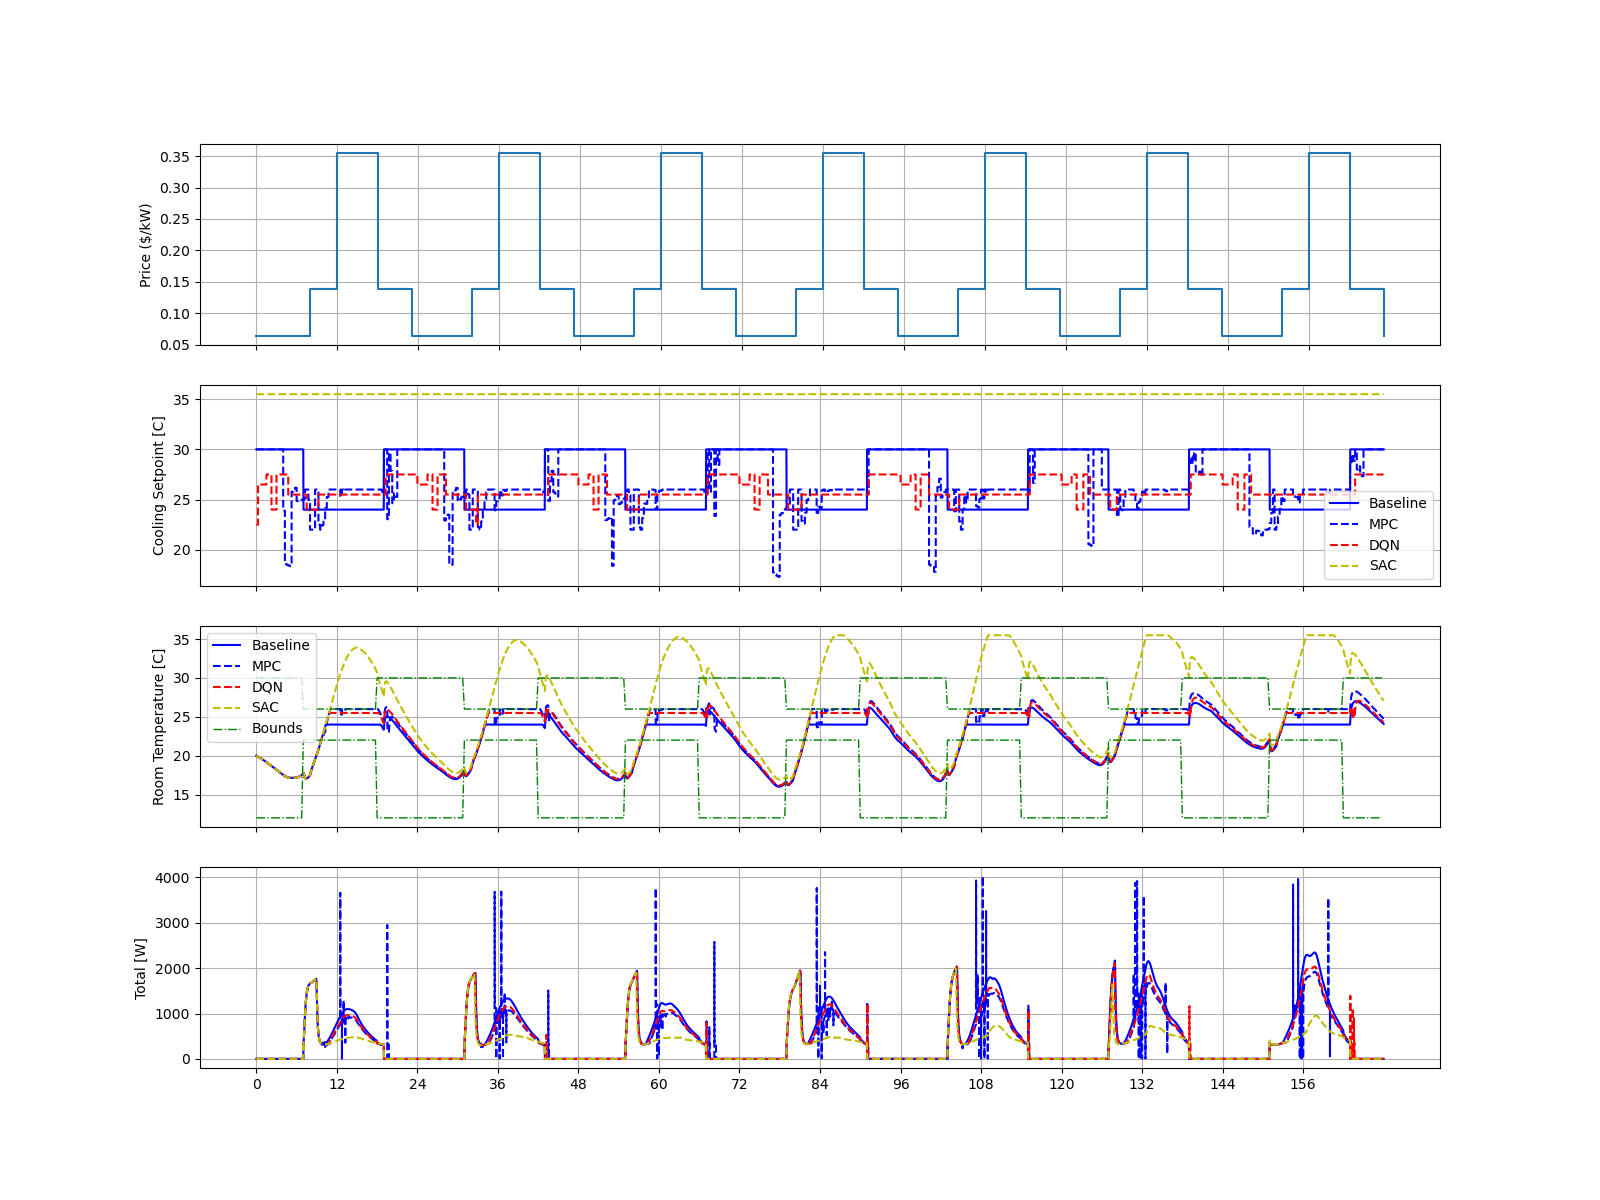 Price ($/kW)
0.35
0.30
0.25
0.20
0.15
0.10
0.05
Cooling Setpoint [C]
35
30
25
20
Baseline
MPC
DQN
SAC
Room Temperature [C]
35
30
25
20
15
Baseline
MPC
DQN
SAC
Bounds
Total [W]
4000
3000
2000
1000
0
0 12 24 36 48 60 72 84 96 108 120 132 144 156